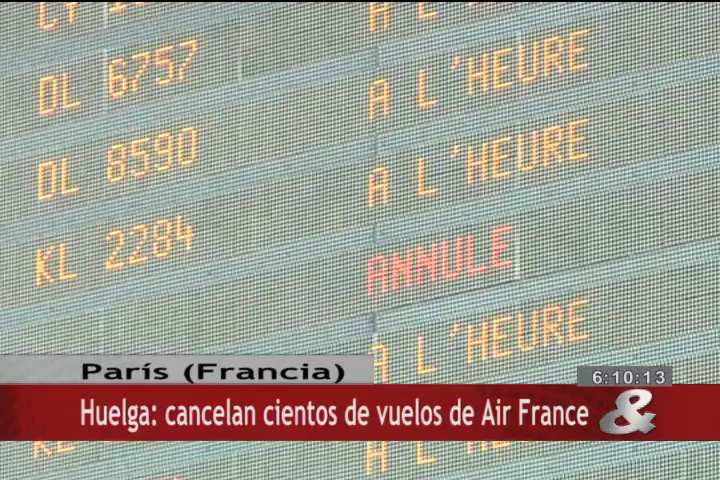 DL 6757 A L
DL 8590 A L'HEURE
KL 2284 A L'HEURE
ANNULE
A L'HEURE
París (Francia)
6:10:13
Huelga: cancelan cientos de vuelos de Air France &